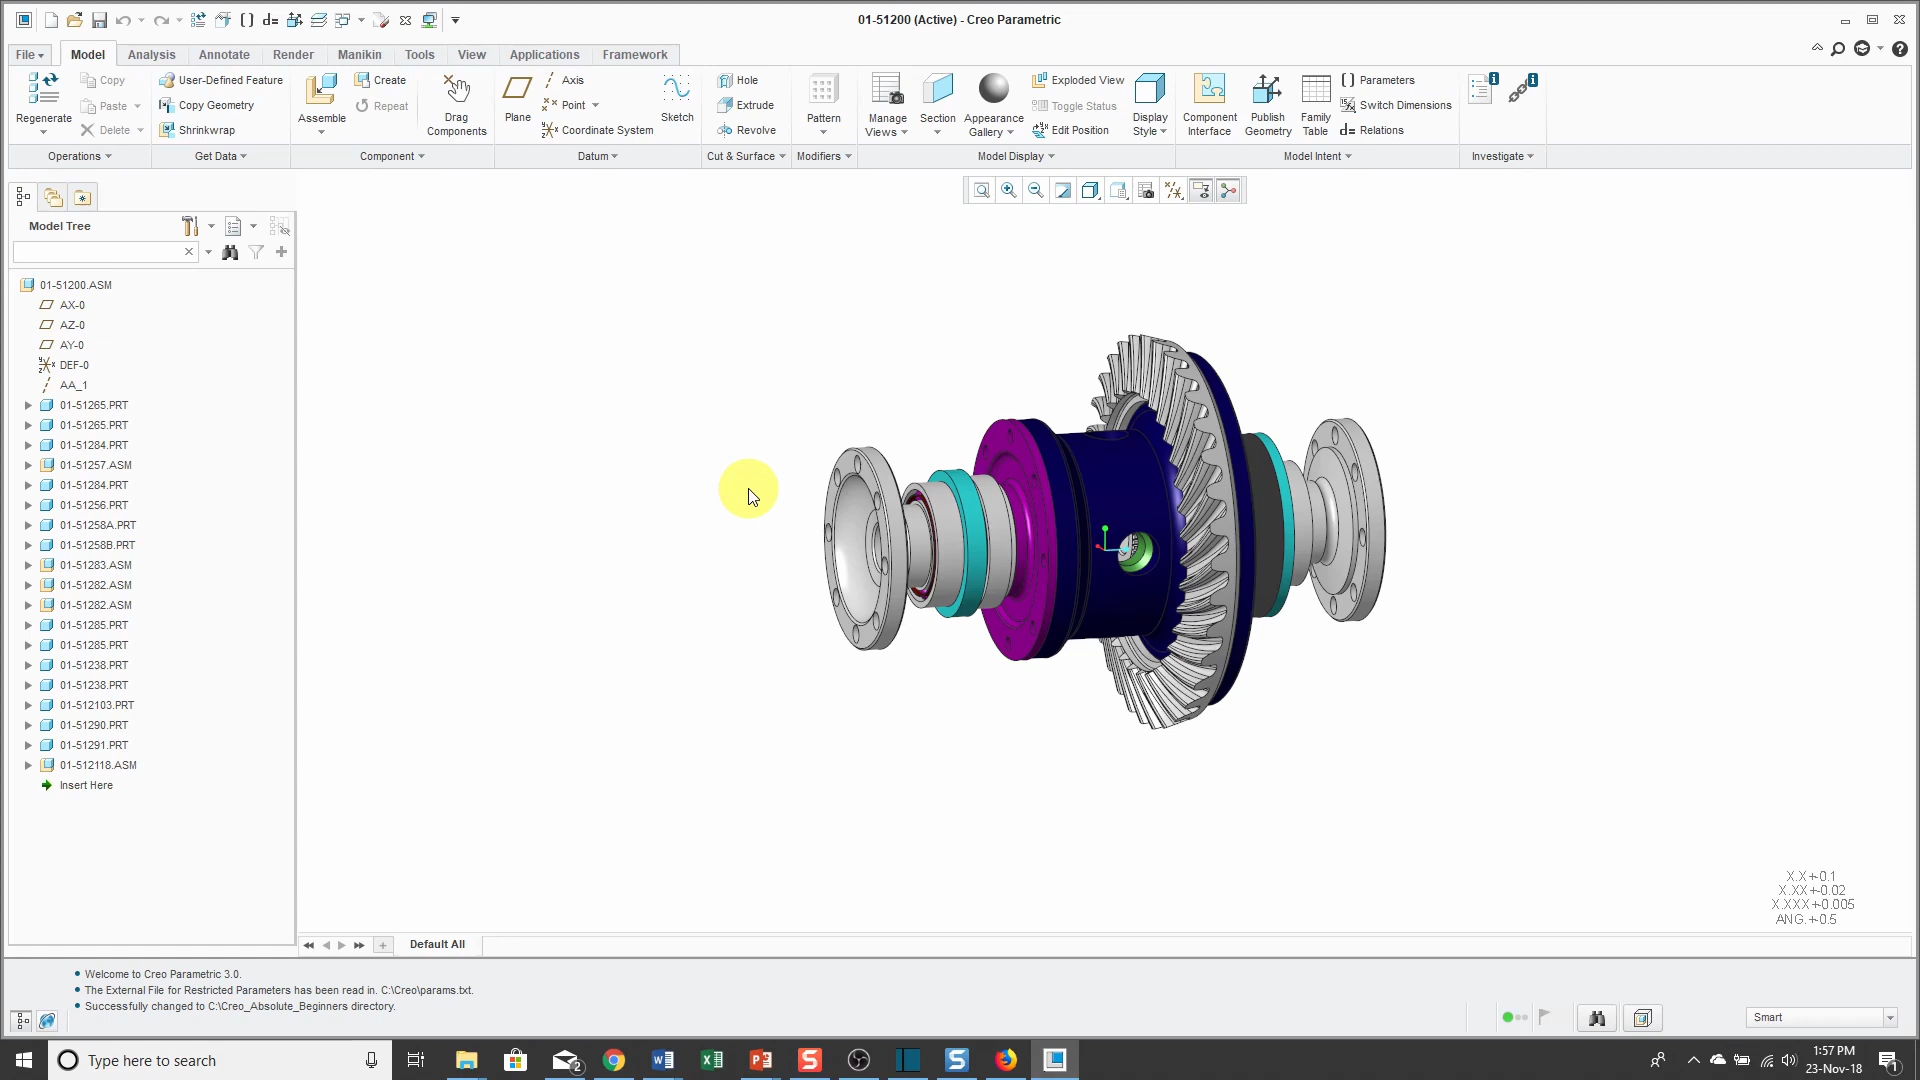 01-51200 (Active) - Creo Parametric
File Model Analysis Annotate Render Manikin Tools View Applications Framework
Regenerate
Copy
Paste
Delete
User-Defined Feature
Copy Geometry
Shrinkwrap
Assemble
Create
Repeat
Drag
Components
Plane
Axis
Point
Coordinate System
Sketch
Hole
Extrude
Revolve
Pattern
Manage
Views
Section
Appearance
Gallery
Exploded View
Toggle Status
Edit Position
Display
Style
Component
Interface
Publish
Geometry
Family
Table
Parameters
Switch Dimensions
Relations
Operations Get Data Component Datum Cut & Surface Modifiers Model Display Model Intent Investigate
Model Tree
01-51200.ASM
AX-0
AZ-0
AY-0
DEF-0
AA_1
01-51265.PRT
01-51265.PRT
01-51284.PRT
01-51257.ASM
01-51284.PRT
01-51256.PRT
01-51258A.PRT
01-51258B.PRT
01-51283.ASM
01-51282.ASM
01-51282.ASM
01-51285.PRT
01-51285.PRT
01-51238.PRT
01-51238.PRT
01-512103.PRT
01-51290.PRT
01-51291.PRT
01-512118.ASM
Insert Here
X.X +-0.1
X.XX +-0.02
X.XXX +-0.005
ANG. +-0.5
Default All
Welcome to Creo Parametric 3.0.
The External File for Restricted Parameters has been read in. C:\Creo\params.txt.
Successfully changed to C:\Creo_Absolute_Beginners directory.
Smart
Type here to search
2
1:57 PM
23-Nov-18
1